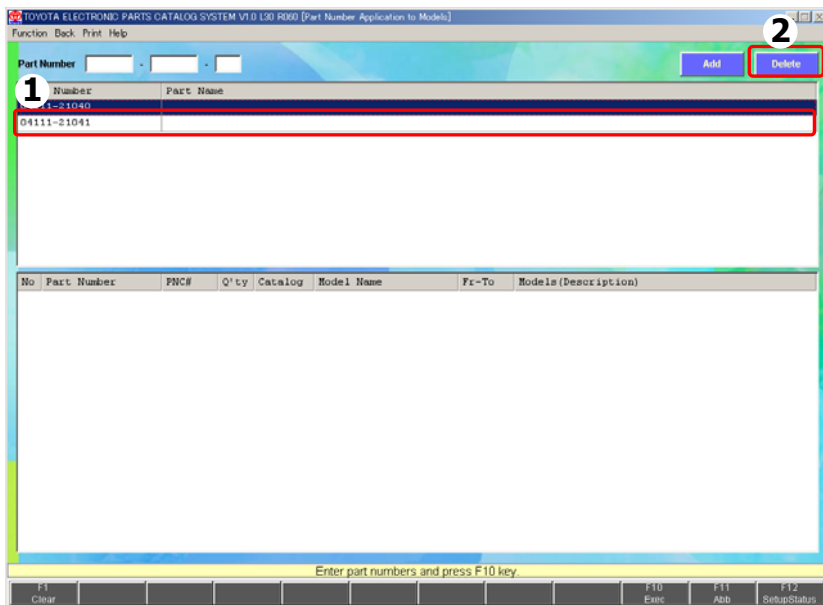 TOYOTA ELECTRONIC PARTS CATALOG SYSTEM V1.0 L30 R060 [Part Number Application to Models]
Function Back Print Help
2
Part Number - - Add Delete
1
Number Part Name
11-21040
04111-21041
No Part Number PNC# Q'ty Catalog Model Name Fr-To Models(Description)
Enter part numbers and press F10 key.
F1 F10 F11 F12
Clear Exec Abb SetupStatus